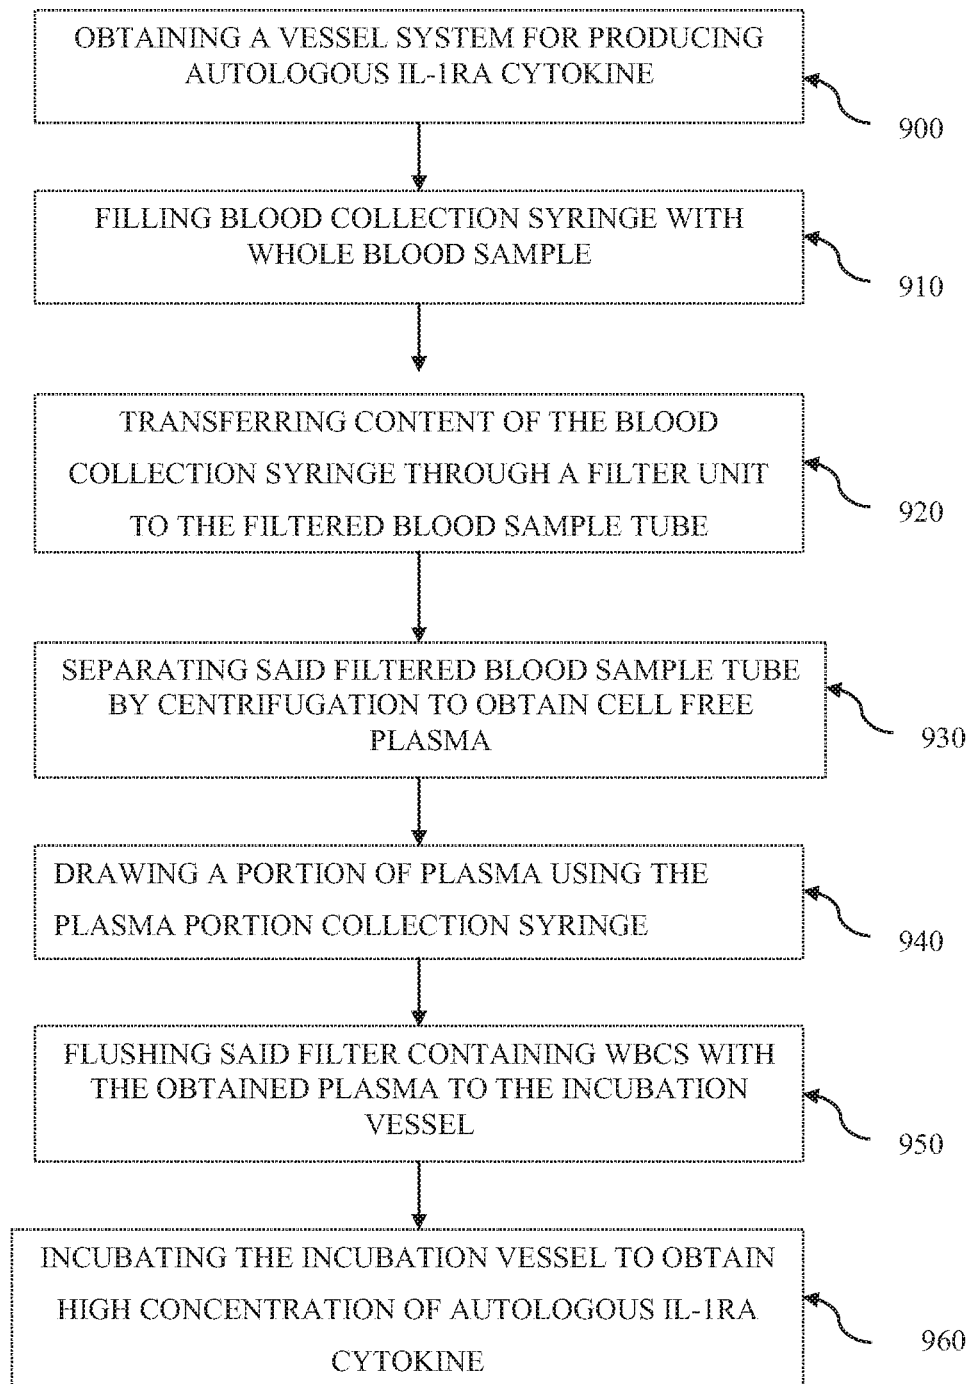 OBTAINING A VESSEL SYSTEM FOR PRODUCING
AUTOLOGOUS IL-1RA CYTOKINE
900
FILLING BLOOD COLLECTION SYRINGE WITH
WHOLE BLOOD SAMPLE
910
TRANSFERRING CONTENT OF THE BLOOD
COLLECTION SYRINGE THROUGH A FILTER UNIT
TO THE FILTERED BLOOD SAMPLE TUBE
920
SEPARATING SAID FILTERED BLOOD SAMPLE TUBE
BY CENTRIFUGATION TO OBTAIN CELL FREE
PLASMA
930
DRAWING A PORTION OF PLASMA USING THE
PLASMA PORTION COLLECTION SYRINGE
940
FLUSHING SAID FILTER CONTAINING WBCS WITH
THE OBTAINED PLASMA TO THE INCUBATION
VESSEL
950
INCUBATING THE INCUBATION VESSEL TO OBTAIN
HIGH CONCENTRATION OF AUTOLOGOUS IL-1RA
CYTOKINE
960